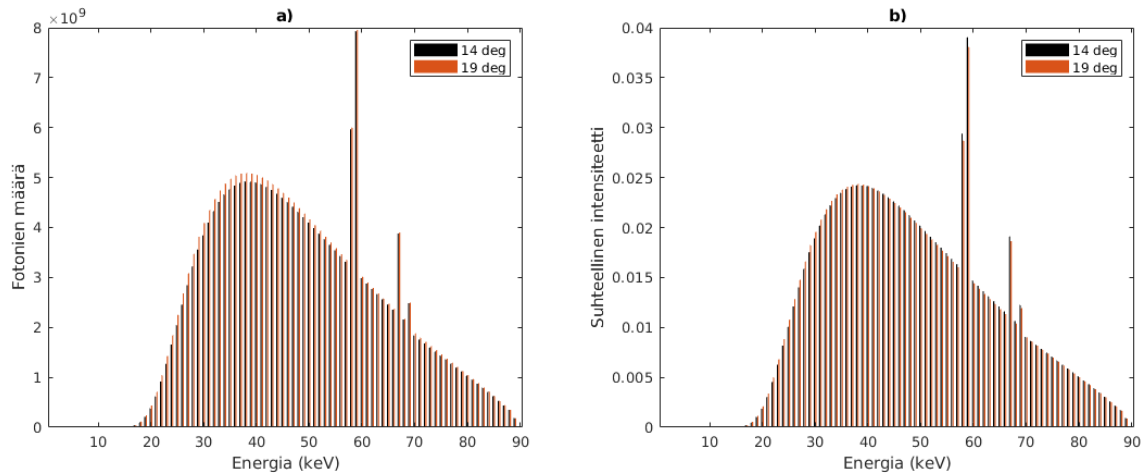 a)
×10⁹
8
7
6
5
4
3
2
1
0
Fotonien määrä
10 20 30 40 50 60 70 80 90
Energia (keV)
14 deg
19 deg
b)
0.04
0.035
0.03
0.025
0.02
0.015
0.01
0.005
0
Suhteellinen intensiteetti
10 20 30 40 50 60 70 80 90
Energia (keV)
14 deg
19 deg